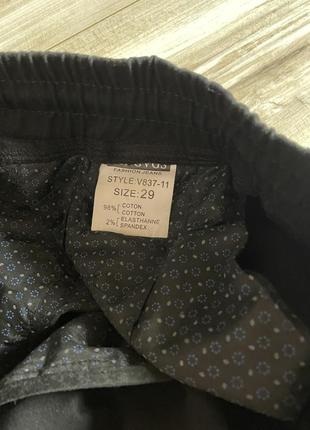 FASHION JEANS
STYLE:V837-11
SIZE:29
98% COTON
COTTON
2% ELASTHANNE
SPANDEX